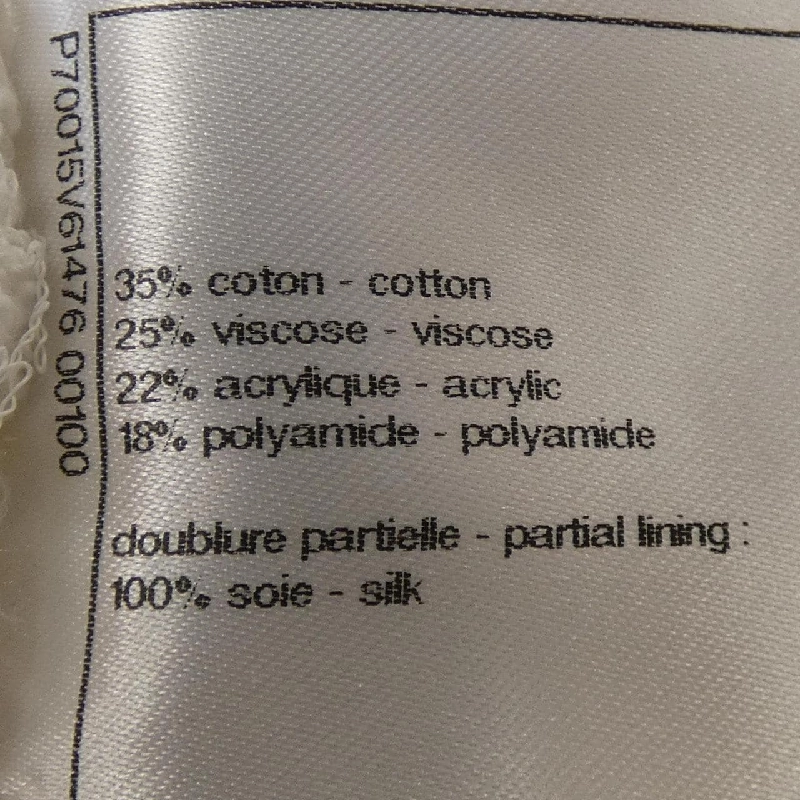 P70015V61476 00100
35% coton - cotton
25% viscose - viscose
22% acrylique - acrylic
18% polyamide - polyamide
doublure partielle - partial lining :
100% soie - silk